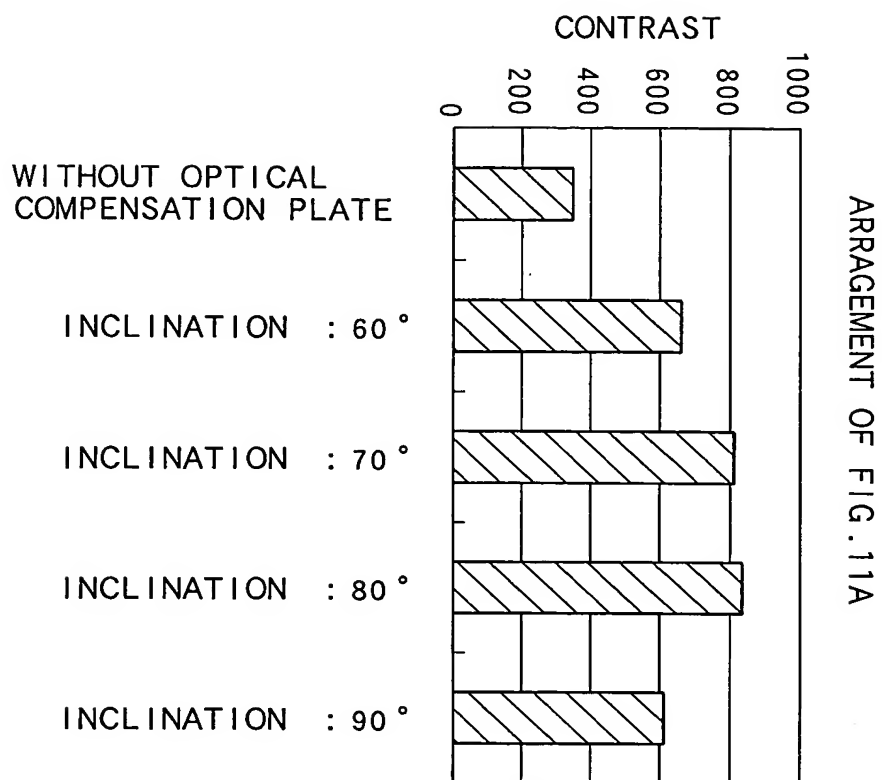 CONTRAST
0
200
400
600
800
1000
WITHOUT OPTICAL
COMPENSATION PLATE
INCLINATION : 60°
INCLINATION : 70°
INCLINATION : 80°
INCLINATION : 90°
ARRAGEMENT OF FIG.11A